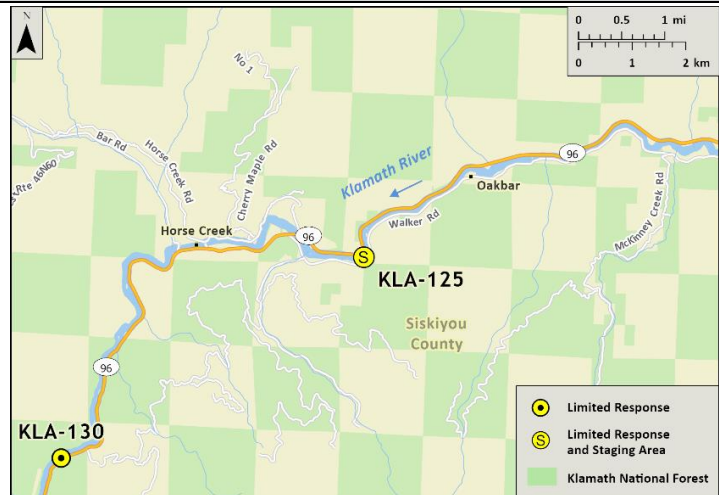 N
0 0.5 1 mi
0 1 2 km
No 1
Bar Rd
Horse Creek Rd
Cherry Maple Rd
Rte 46N60
Klamath River
96
Oakbar
Walker Rd
McKinney Creek Rd
Horse Creek
96
KLA-125
S
Siskiyou
County
96
KLA-130
Limited Response
S
Limited Response
and Staging Area
Klamath National Forest